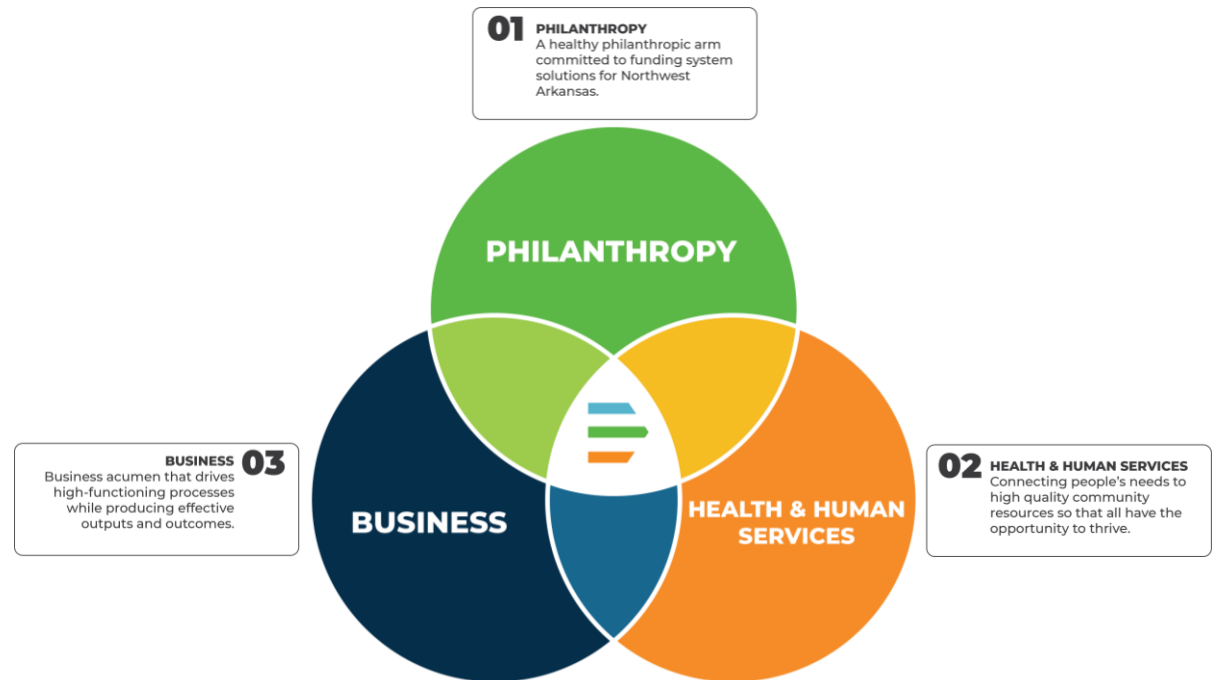 01 PHILANTHROPY
A healthy philanthropic arm
committed to funding system
solutions for Northwest
Arkansas.
PHILANTHROPY
BUSINESS 03
Business acumen that drives
high-functioning processes
while producing effective
outputs and outcomes.
BUSINESS
HEALTH & HUMAN
SERVICES
02 HEALTH & HUMAN SERVICES
Connecting people’s needs to
high quality community
resources so that all have the
opportunity to thrive.